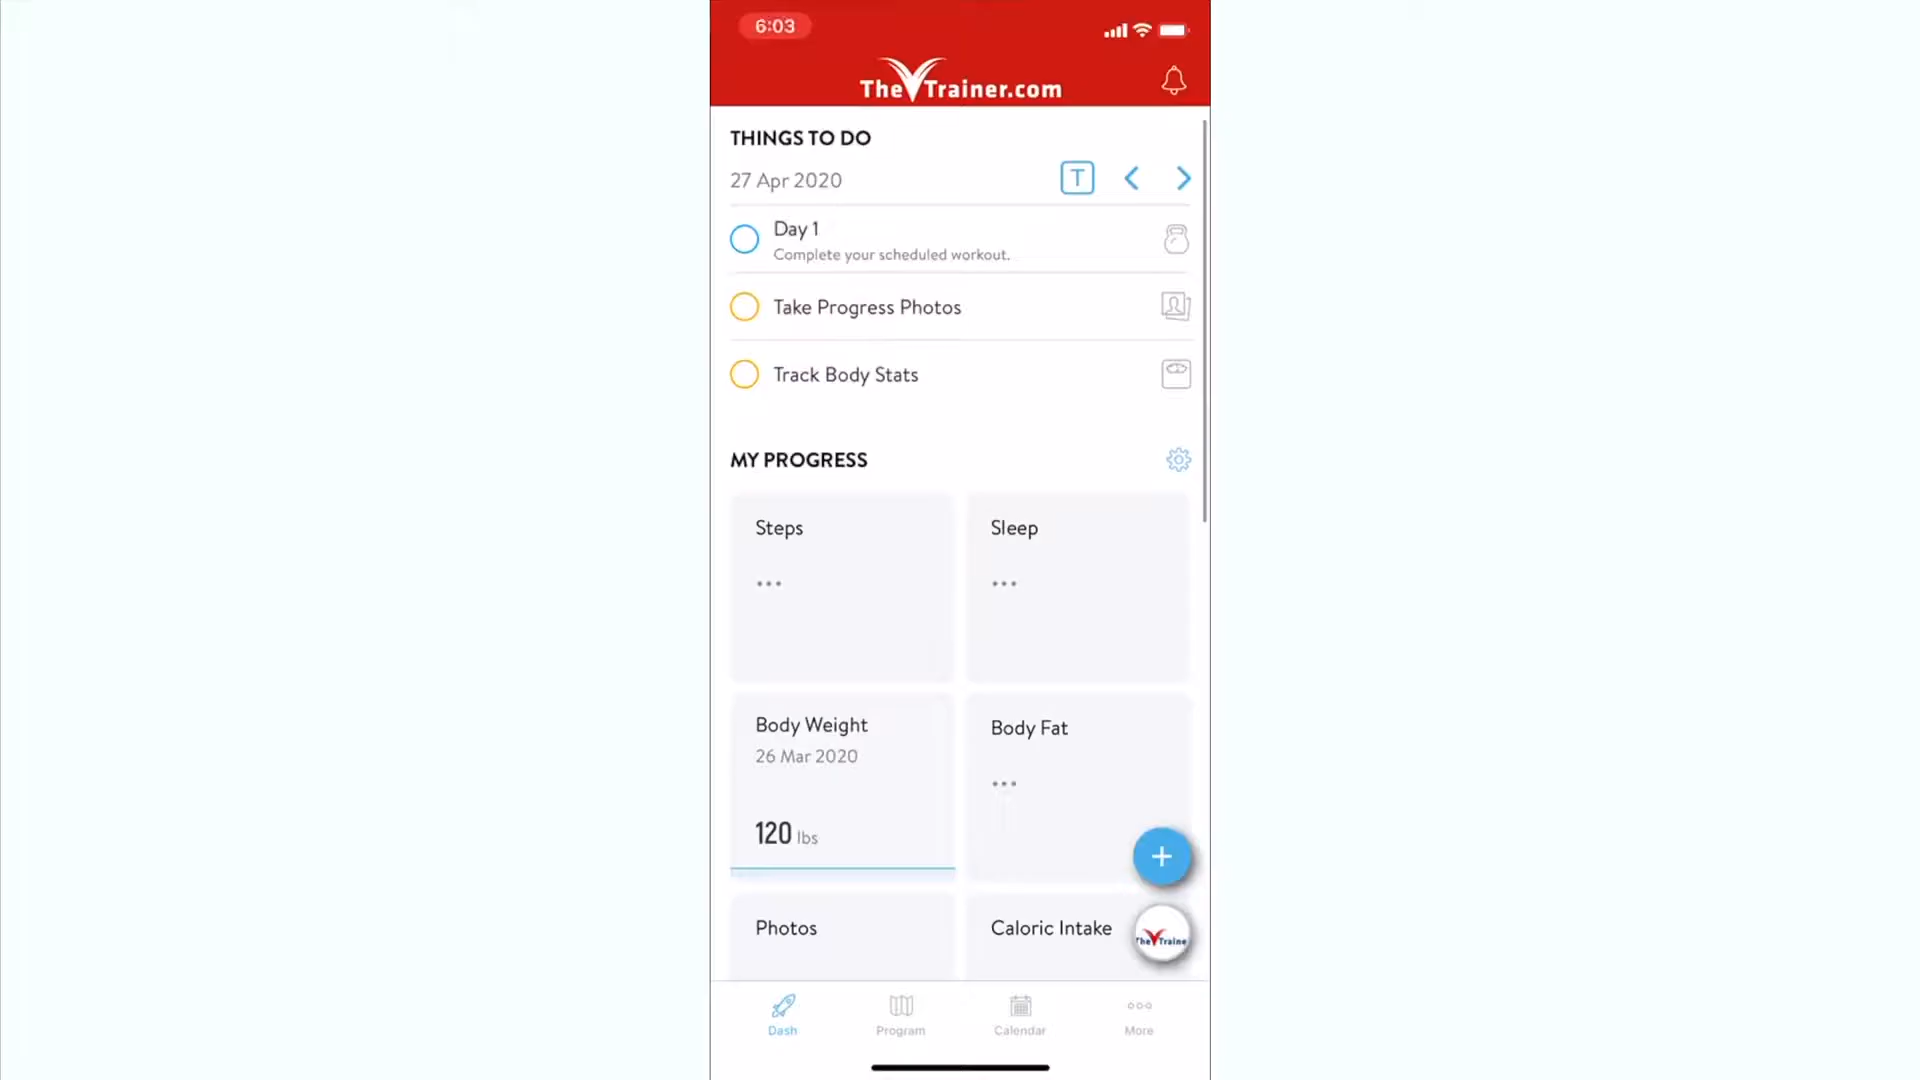 6:03
TheVTrainer.com
THINGS TO DO
27 Apr 2020
T
Day 1
Complete your scheduled workout.
Take Progress Photos
Track Body Stats
MY PROGRESS
Steps
...
Sleep
...
Body Weight
26 Mar 2020
120 lbs
Body Fat
...
Photos
Caloric Intake
TheVTraine
Dash
Program
Calendar
More